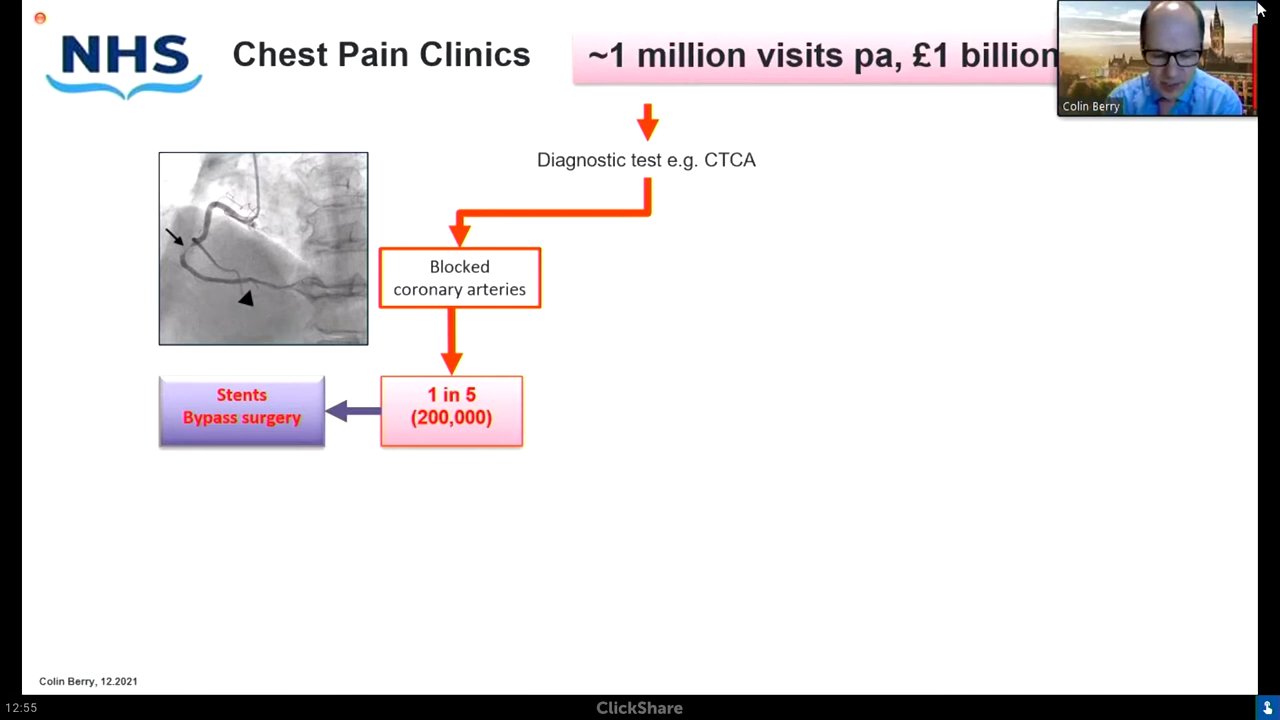 NHS
Chest Pain Clinics
~1 million visits pa, £1 billion
Colin Berry
Diagnostic test e.g. CTCA
Blocked
coronary arteries
Stents
Bypass surgery
1 in 5
(200,000)
Colin Berry, 12.2021
12:55
ClickShare